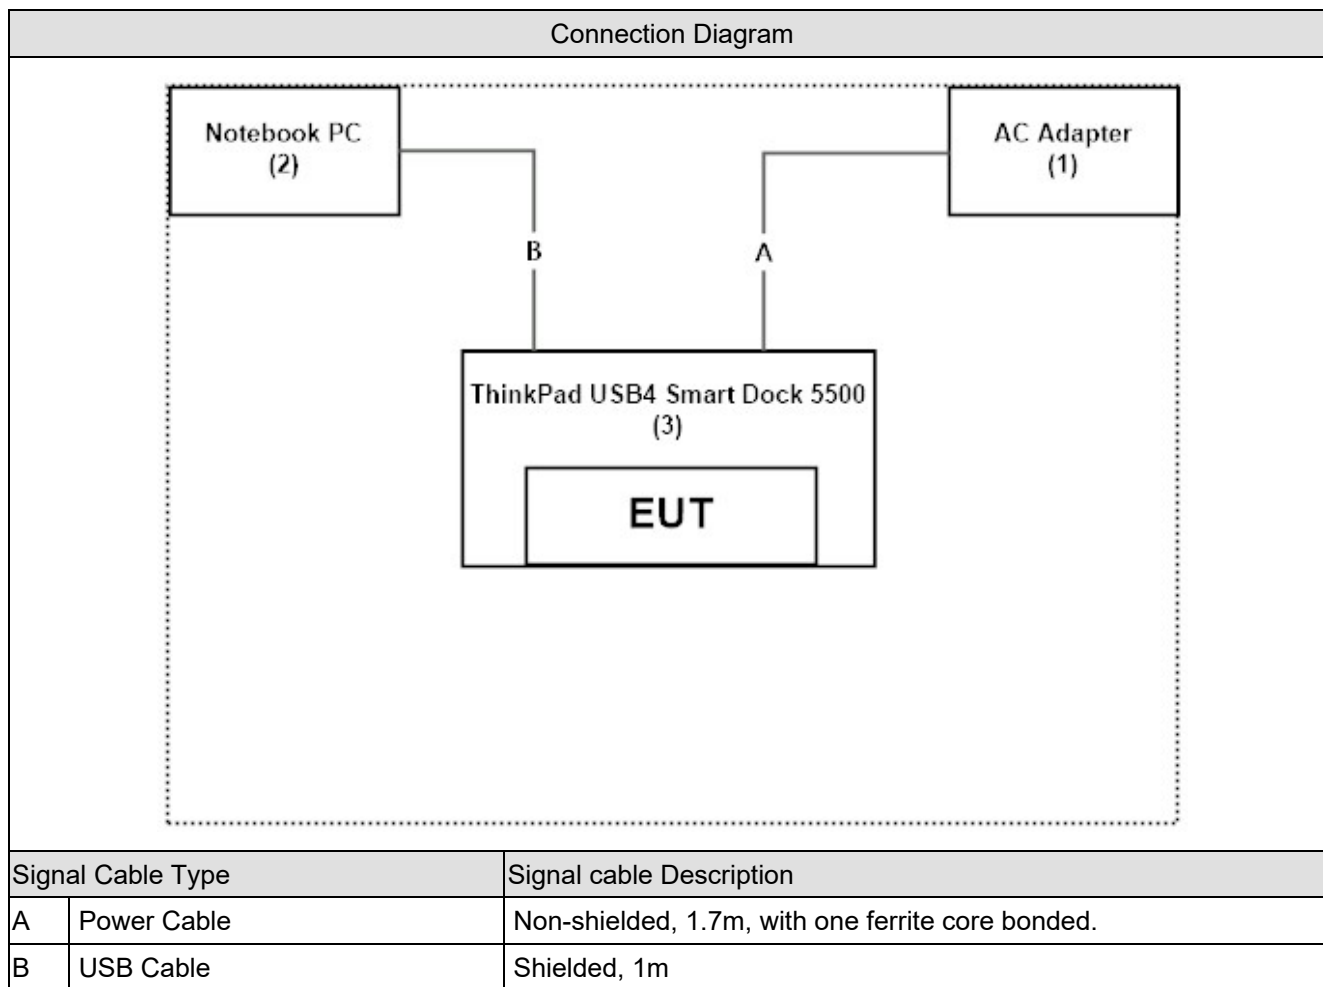 Connection Diagram
Notebook PC
(2)
AC Adapter
(1)
B
A
ThinkPad USB4 Smart Dock 5500
(3)
EUT
Signal Cable Type Signal cable Description
A Power Cable Non-shielded, 1.7m, with one ferrite core bonded.
B USB Cable Shielded, 1m